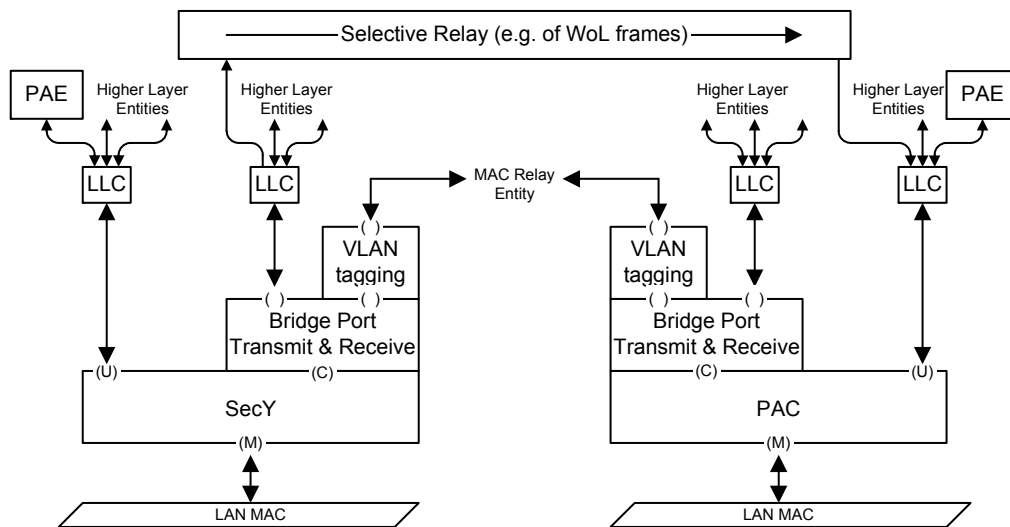 Selective Relay (e.g. of WoL frames)
PAE
Higher Layer
Entities
Higher Layer
Entities
Higher Layer
Entities
Higher Layer
Entities
PAE
LLC
LLC
LLC
LLC
MAC Relay
Entity
( )
VLAN
tagging
( )
VLAN
tagging
( )
( )
( )
( )
Bridge Port
Transmit & Receive
Bridge Port
Transmit & Receive
(U)
(C)
(C)
(U)
SecY
PAC
(M)
(M)
LAN MAC
LAN MAC